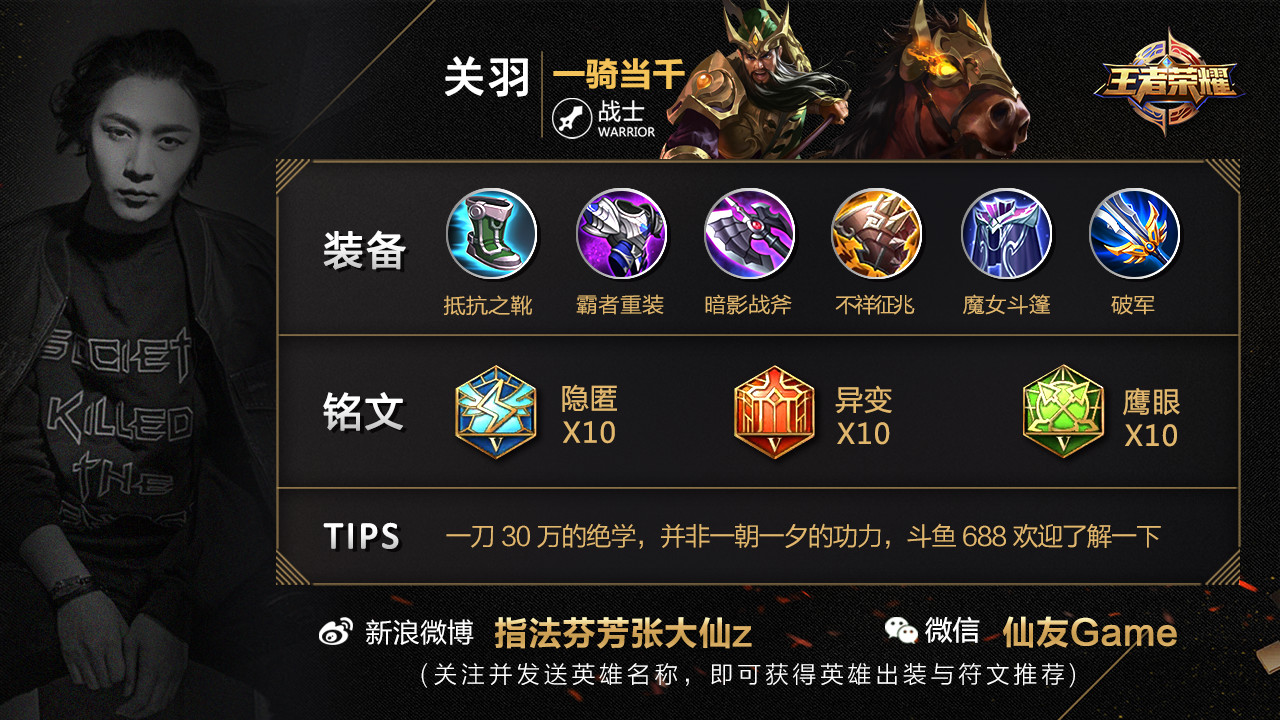 关羽
一骑当千
战士
WARRIOR
王者荣耀
装备
抵抗之靴 霸者重装 暗影战斧 不祥征兆 魔女斗篷 破军
铭文
隐匿 X10
异变 X10
鹰眼 X10
V V V
TIPS
一刀 30 万的绝学，并非一朝一夕的功力，斗鱼 688 欢迎了解一下
SOCIET
KILLED
THE
新浪微博 指法芬芳张大仙z 微信 仙友Game
（关注并发送英雄名称，即可获得英雄出装与符文推荐）